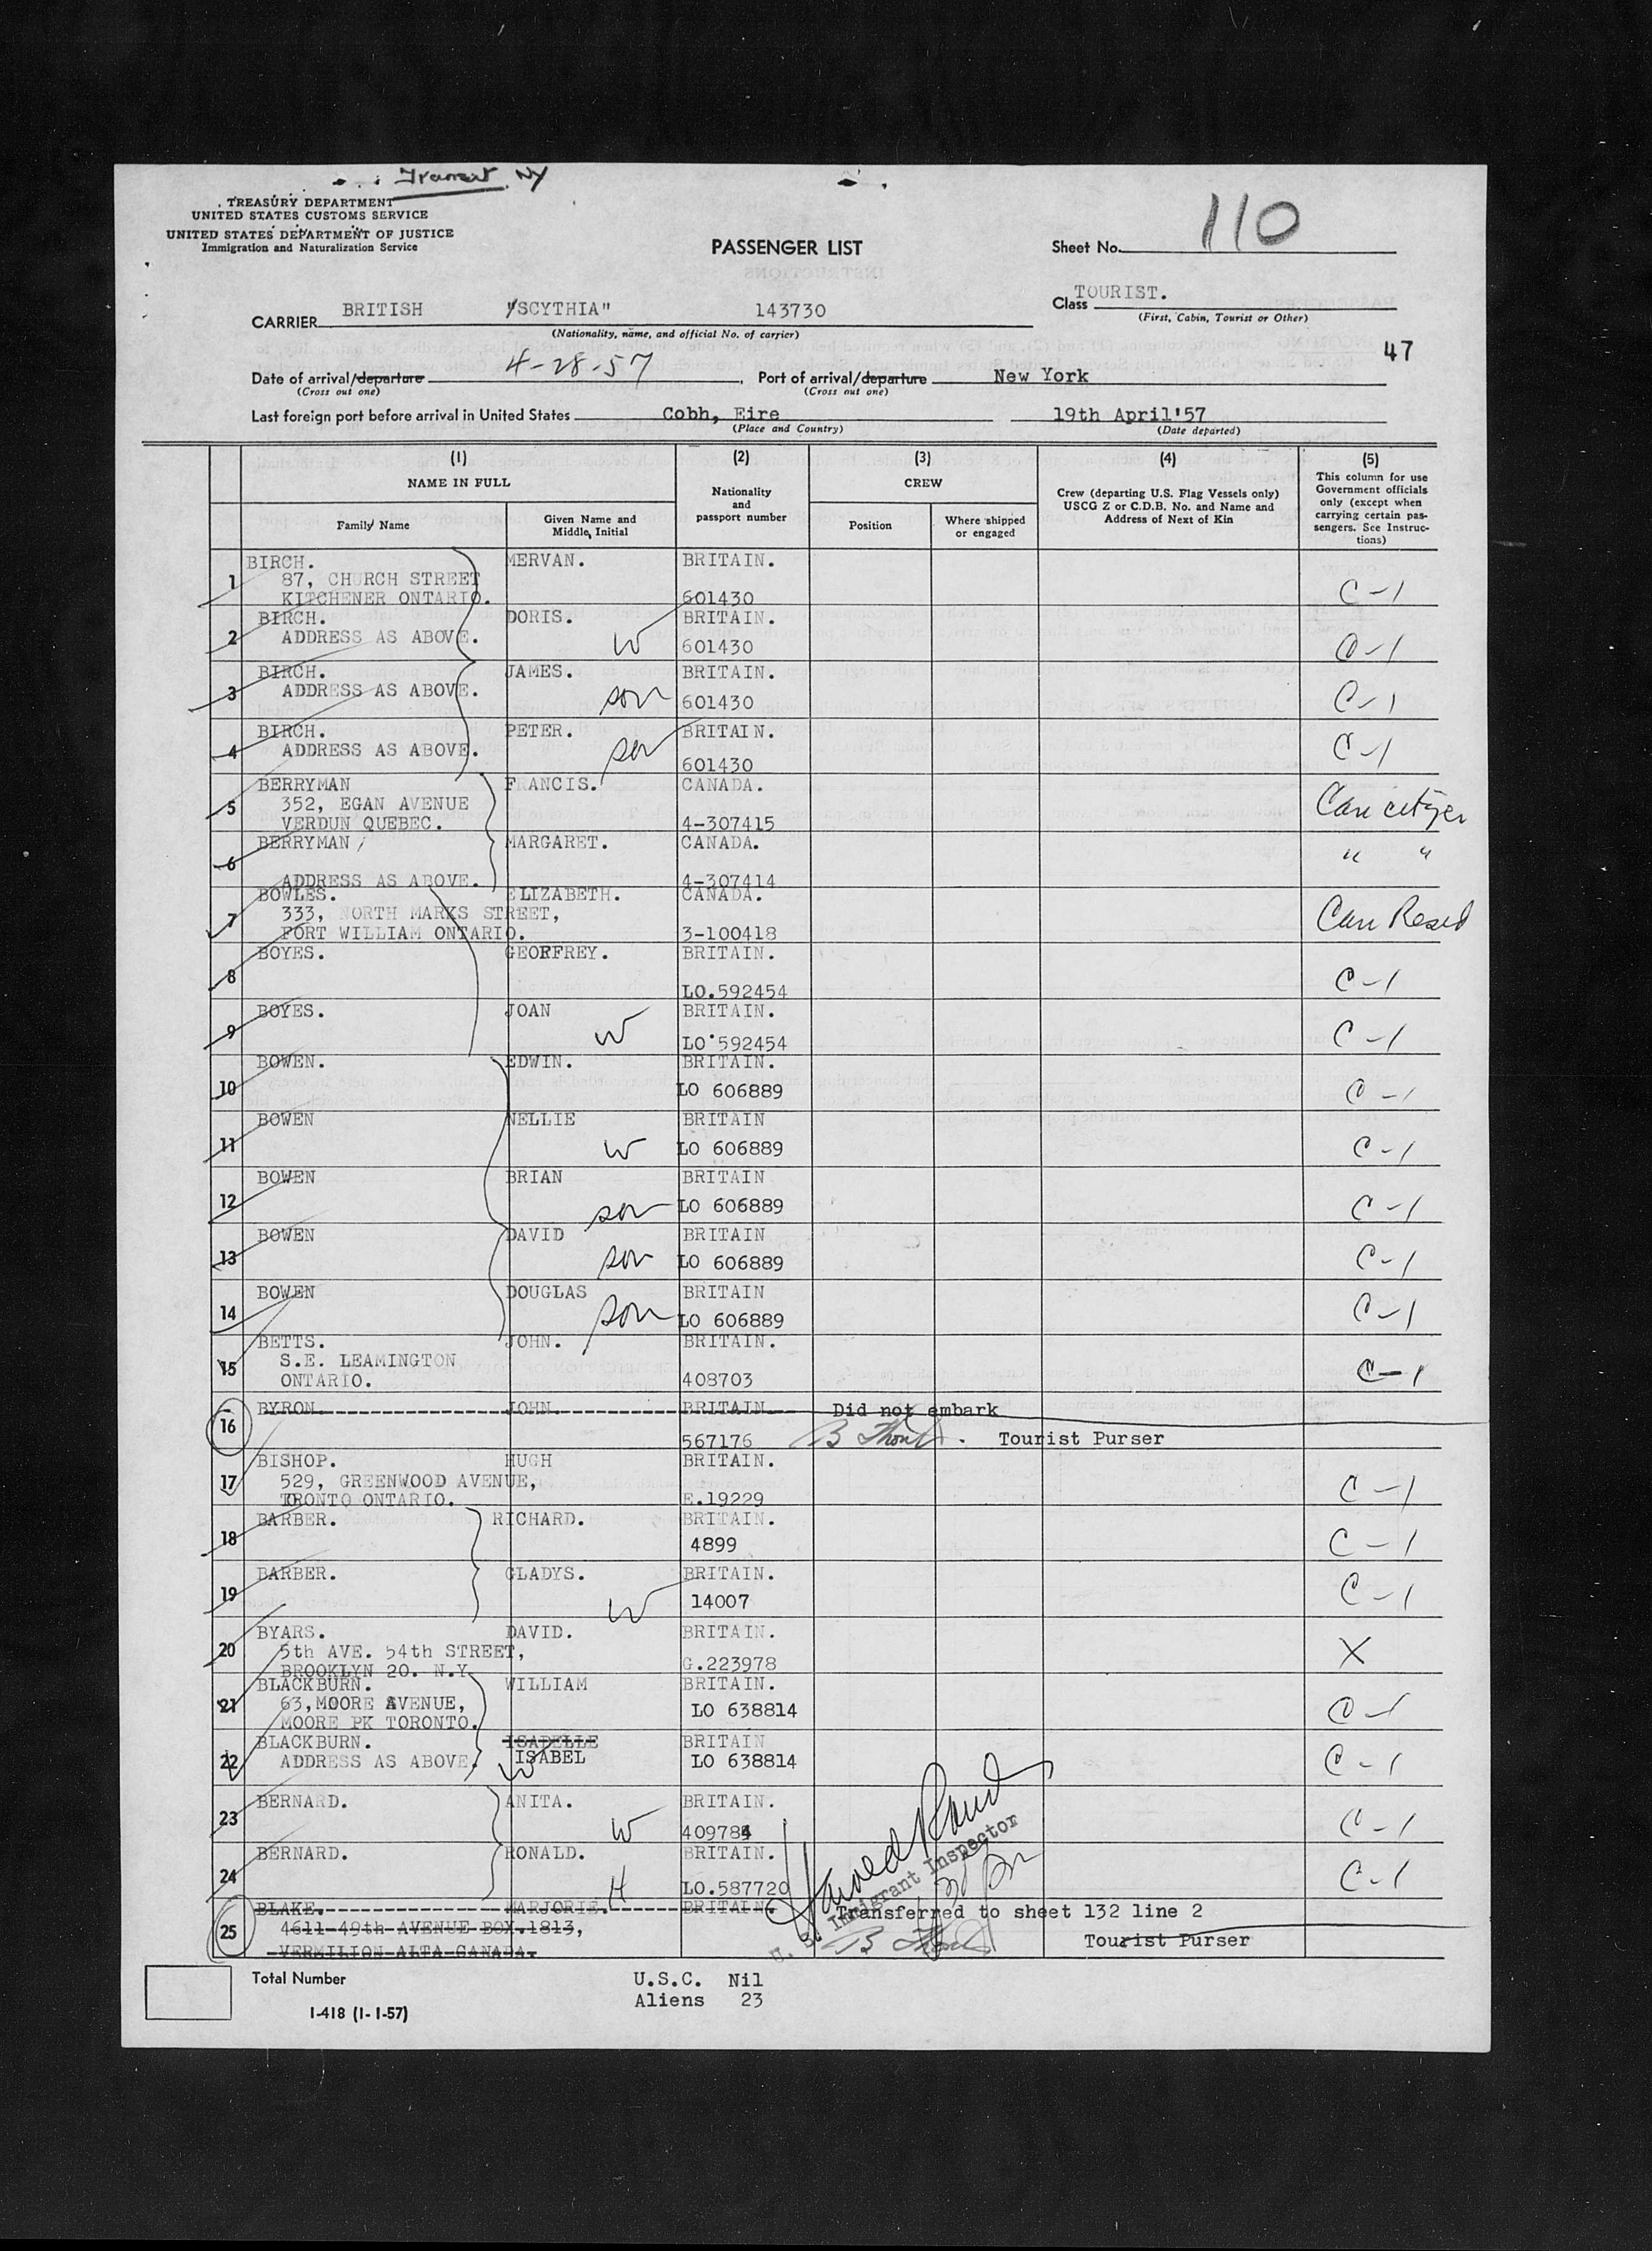 Transit NY
TREASURY DEPARTMENT
UNITED STATES CUSTOMS SERVICE
UNITED STATES DEPARTMENT OF JUSTICE
Immigration and Naturalization Service
PASSENGER LIST
Sheet No. 110
CARRIER BRITISH "SCYTHIA" 143730
(Nationality, name, and official No. of carrier)
Class TOURIST.
(First, Cabin, Tourist or Other)
47
Date of arrival/departure 4-28-57, Port of arrival/departure New York
(Cross out one) (Cross out one)
Last foreign port before arrival in United States Cobh, Eire 19th April'57
(Place and Country) (Date departed)
(1) (2) (3) (4) (5)
NAME IN FULL
Family Name
Given Name and Middle Initial
Nationality and passport number
CREW
Position
Where shipped or engaged
Crew (departing U.S. Flag Vessels only) USCG Z or C.D.B. No. and Name and Address of Next of Kin
This column for use Government officials only (except when carrying certain passengers. See Instructions)
1 BIRCH. MERVAN. BRITAIN.
87, CHURCH STREET
KITCHENER ONTARIO. 601430 C-1
2 BIRCH. DORIS. BRITAIN.
ADDRESS AS ABOVE. W 601430 C-1
3 BIRCH. JAMES. BRITAIN.
ADDRESS AS ABOVE. son 601430 C-1
4 BIRCH. PETER. BRITAIN.
ADDRESS AS ABOVE. son 601430 C-1
5 BERRYMAN FRANCIS. CANADA.
352, EGAN AVENUE
VERDUN QUEBEC. 4-307415 Can citizen
6 BERRYMAN MARGARET. CANADA.
ADDRESS AS ABOVE. 4-307414 " "
7 BOWLES. ELIZABETH. CANADA.
333, NORTH MARKS STREET,
FORT WILLIAM ONTARIO. 3-100418 Can Resid
8 BOYES. GEOFFREY. BRITAIN.
LO.592454 C-1
9 BOYES. JOAN BRITAIN.
W LO 592454 C-1
10 BOWEN. EDWIN. BRITAIN.
LO 606889 C-1
11 BOWEN NELLIE BRITAIN
W LO 606889 C-1
12 BOWEN BRIAN BRITAIN
son LO 606889 C-1
13 BOWEN DAVID BRITAIN
son LO 606889 C-1
14 BOWEN DOUGLAS BRITAIN
son LO 606889 C-1
15 BETTS. JOHN. BRITAIN.
S.E. LEAMINGTON
ONTARIO. 408703 C-1
16 BYRON. JOHN. BRITAIN Did not embark
567176 Tourist Purser
17 BISHOP. HUGH BRITAIN.
529, GREENWOOD AVENUE,
TORONTO ONTARIO. E.19229 C-1
18 BARBER. RICHARD. BRITAIN.
4899 C-1
19 BARBER. GLADYS. BRITAIN.
W 14007 C-1
20 BYARS. DAVID. BRITAIN.
5th AVE. 54th STREET,
BROOKLYN 20. N.Y. G.223978 X
21 BLACKBURN. WILLIAM BRITAIN.
63,MOORE AVENUE, LO 638814 C-1
MOORE PK TORONTO.
22 BLACKBURN. ISABELLE BRITAIN
ADDRESS AS ABOVE. W ISABEL LO 638814 C-1
23 BERNARD. ANITA. BRITAIN.
W 409784 C-1
24 BERNARD. RONALD. BRITAIN.
H LO.587720 C-1
25 BLAKE. MARJORIE. BRITAIN. Transferred to sheet 132 line 2
4611-49th AVENUE BOX.1813, Tourist Purser
VERMILION ALTA CANADA.
U. S. Immigrant Inspector
Total Number U.S.C. Nil
Aliens 23
I-418 (1-1-57)